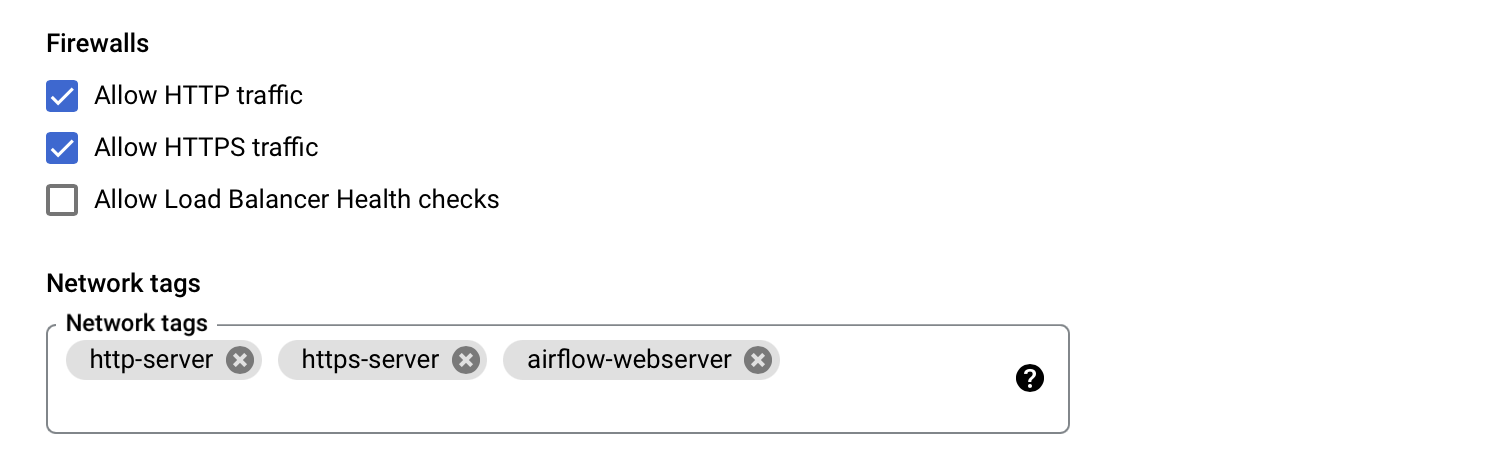 Firewalls
Allow HTTP traffic
Allow HTTPS traffic
Allow Load Balancer Health checks
Network tags
Network tags
http-server https-server airflow-webserver
?